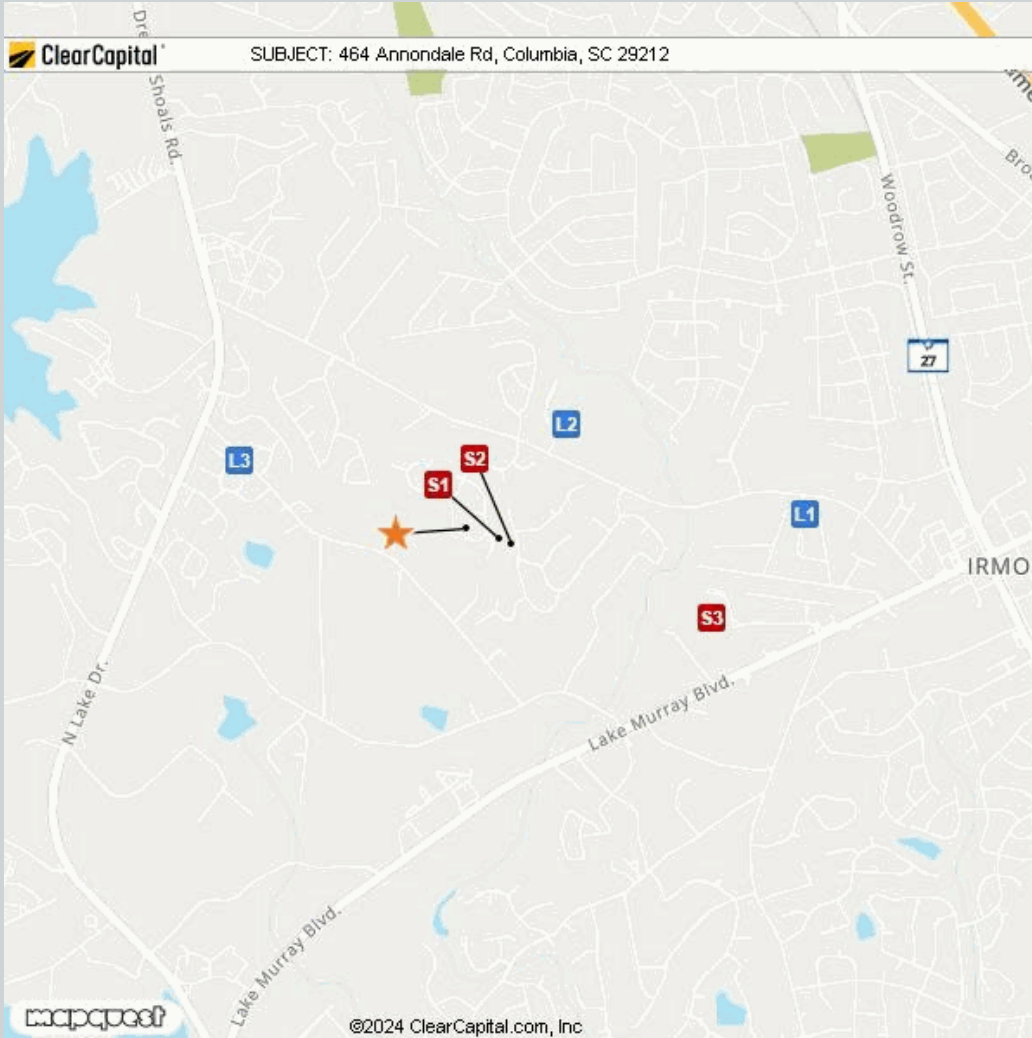 Dre
Shoals Rd.
ClearCapital
SUBJECT: 464 Annondale Rd, Columbia, SC 29212
Woodrow St.
27
L2
L3
S2
S1
L1
IRMO
S3
N Lake Dr.
Lake Murray Blvd.
Lake Murray Blvd.
mapquest
©2024 ClearCapital.com, Inc